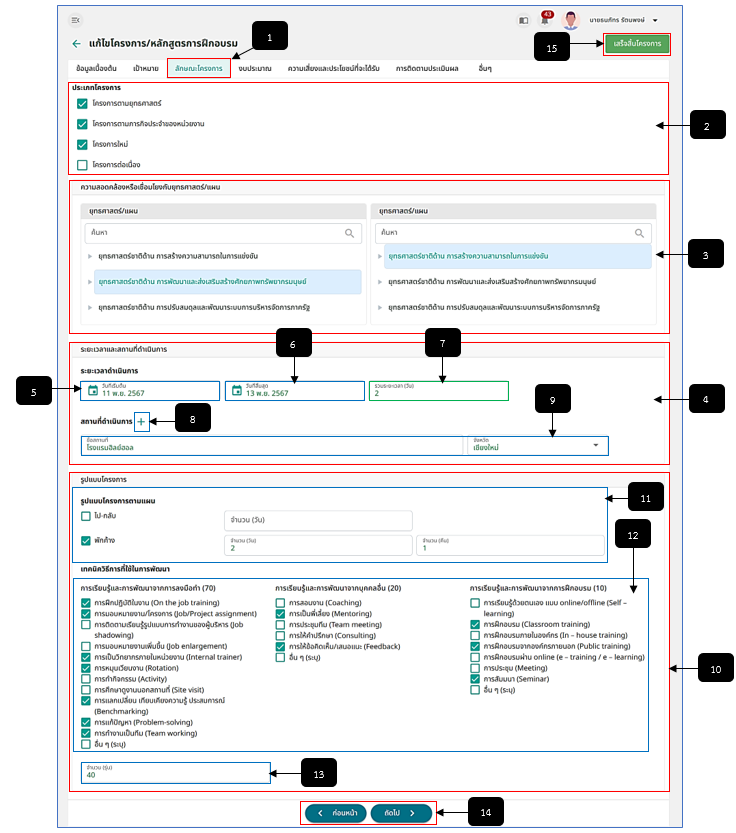 43
นายธนภัทร รัตนพงษ์
แก้ไขโครงการ/หลักสูตรการฝึกอบรม
1
15
เสร็จสิ้นโครงการ
ข้อมูลเบื้องต้น เป้าหมาย ลักษณะโครงการ งบประมาณ ความเสี่ยงและประโยชน์ที่จะได้รับ การติดตามประเมินผล อื่นๆ
ประเภทโครงการ
โครงการตามยุทธศาสตร์
โครงการตามภารกิจประจำของหน่วยงาน
2
โครงการใหม่
โครงการต่อเนื่อง
ความสอดคล้องหรือเชื่อมโยงกับยุทธศาสตร์/แผน
ยุทธศาสตร์/แผน ยุทธศาสตร์/แผน
ค้นหา ค้นหา
ยุทธศาสตร์ชาติด้าน การสร้างความสามารถในการแข่งขัน ยุทธศาสตร์ชาติด้าน การสร้างความสามารถในการแข่งขัน
3
ยุทธศาสตร์ชาติด้าน การพัฒนาและส่งเสริมสร้างศักยภาพทรัพยากรมนุษย์ ยุทธศาสตร์ชาติด้าน การพัฒนาและส่งเสริมสร้างศักยภาพทรัพยากรมนุษย์
ยุทธศาสตร์ชาติด้าน การปรับสมดุลและพัฒนาระบบการบริหารจัดการภาครัฐ ยุทธศาสตร์ชาติด้าน การปรับสมดุลและพัฒนาระบบการบริหารจัดการภาครัฐ
ระยะเวลาและสถานที่ดำเนินการ
6
7
ระยะเวลาดำเนินการ
5
วันที่เริ่มต้น วันที่สิ้นสุด รวมระยะเวลา (วัน)
11 พ.ย. 2567 13 พ.ย. 2567 2
4
9
สถานที่ดำเนินการ +
8
ชื่อสถานที่ จังหวัด
โรงแรมฮิลย์ฮอล เชียงใหม่
รูปแบบโครงการ
รูปแบบโครงการตามแผน
11
ไป-กลับ จำนวน (วัน)
12
พักค้าง จำนวน (วัน) จำนวน (คืน)
2 1
เทคนิควิธีการที่ใช้ในการพัฒนา
การเรียนรู้และการพัฒนาจากการลงมือทำ (70)
การฝึกปฏิบัติในงาน (On the job training)
การมอบหมายงาน/โครงการ (Job/Project assignment)
การติดตามเรียนรู้รูปแบบการทำงานของผู้บริหาร (Job
shadowing)
การมอบหมายงานเพิ่มขึ้น (Job enlargement)
การเป็นวิทยากรภายในหน่วยงาน (Internal trainer)
การหมุนเวียนงาน (Rotation)
การทำกิจกรรม (Activity)
การศึกษาดูงานนอกสถานที่ (Site visit)
การแลกเปลี่ยน เทียบเคียงความรู้ ประสบการณ์
(Benchmarking)
การแก้ปัญหา (Problem-solving)
การทำงานเป็นทีม (Team working)
อื่น ๆ (ระบุ)
การเรียนรู้และการพัฒนาจากบุคคลอื่น (20)
การสอนงาน (Coaching)
การเป็นพี่เลี้ยง (Mentoring)
การประชุมทีม (Team meeting)
การให้คำปรึกษา (Consulting)
การให้ข้อคิดเห็น/เสนอแนะ (Feedback)
อื่น ๆ (ระบุ)
การเรียนรู้และการพัฒนาจากการฝึกอบรม (10)
การเรียนรู้ด้วยตนเอง แบบ online/offline (Self –
learning)
การฝึกอบรม (Classroom training)
การฝึกอบรมภายในองค์กร (In – house training)
การฝึกอบรมจากองค์กรภายนอก (Public training)
การฝึกอบรมผ่าน online (e – training / e – learning)
การประชุม (Meeting)
การสัมมนา (Seminar)
อื่น ๆ (ระบุ)
10
จำนวน (รุ่น)
40
13
ก่อนหน้า ถัดไป
14